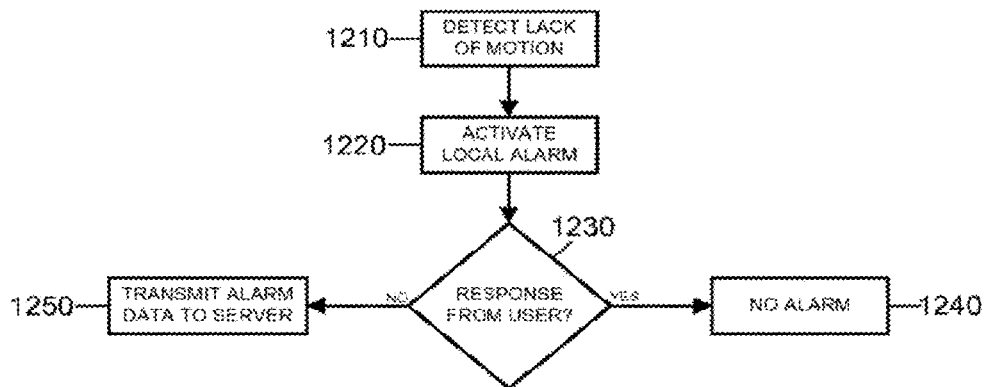 1210
DETECT LACK
OF MOTION
1220
ACTIVATE
LOCAL ALARM
1230
RESPONSE
FROM USER?
NO
YES
1250
TRANSMIT ALARM
DATA TO SERVER
NO ALARM
1240